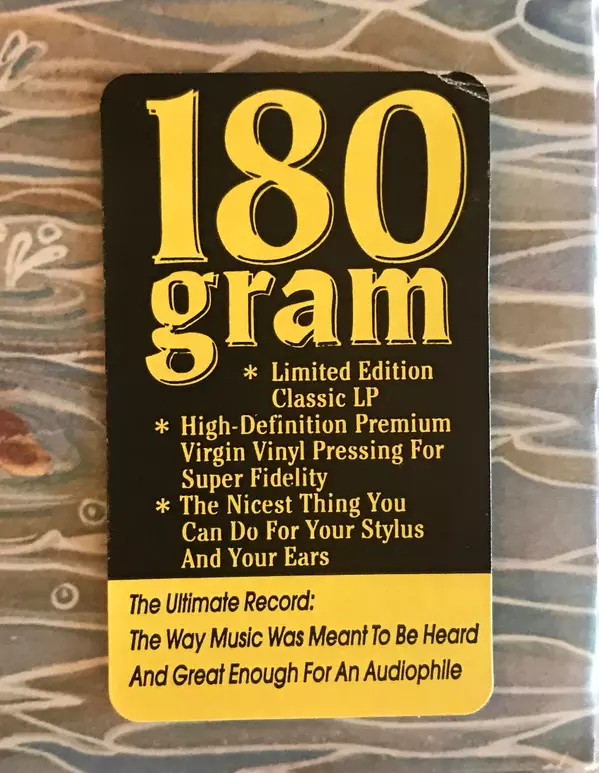 180
gram
* Limited Edition
Classic LP
* High-Definition Premium
Virgin Vinyl Pressing For
Super Fidelity
* The Nicest Thing You
Can Do For Your Stylus
And Your Ears
The Ultimate Record:
The Way Music Was Meant To Be Heard
And Great Enough For An Audiophile